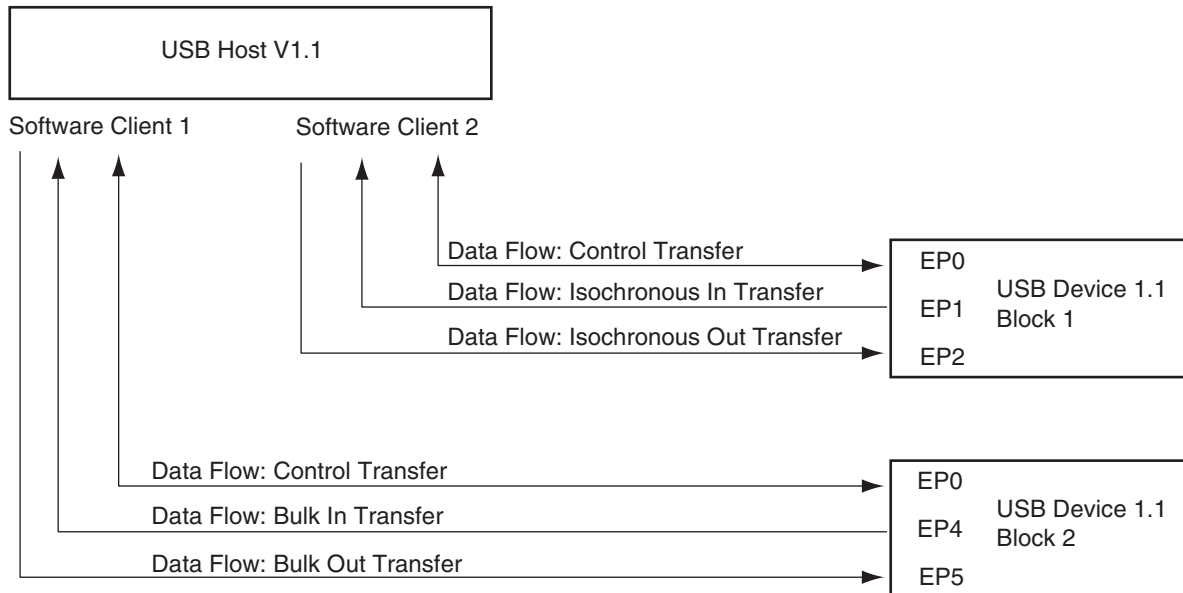 USB Host V1.1
Software Client 1
Software Client 2
Data Flow: Control Transfer
Data Flow: Isochronous In Transfer
Data Flow: Isochronous Out Transfer
EP0
EP1
EP2
USB Device 1.1
Block 1
Data Flow: Control Transfer
Data Flow: Bulk In Transfer
Data Flow: Bulk Out Transfer
EP0
EP4
EP5
USB Device 1.1
Block 2